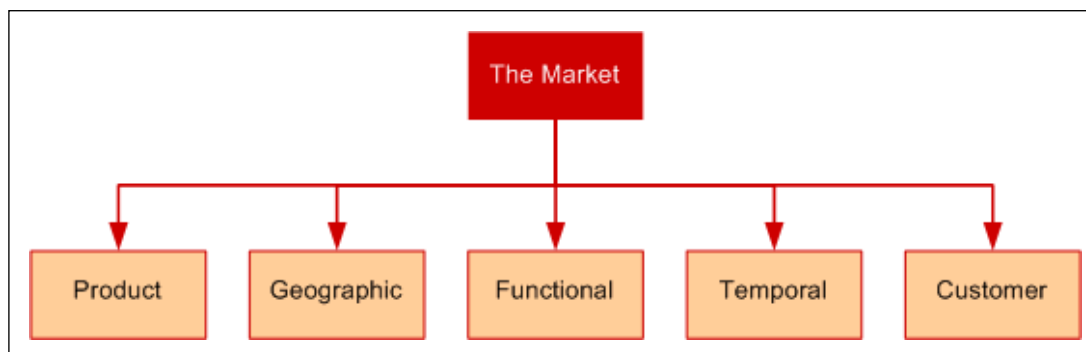 The Market
Product
Geographic
Functional
Temporal
Customer